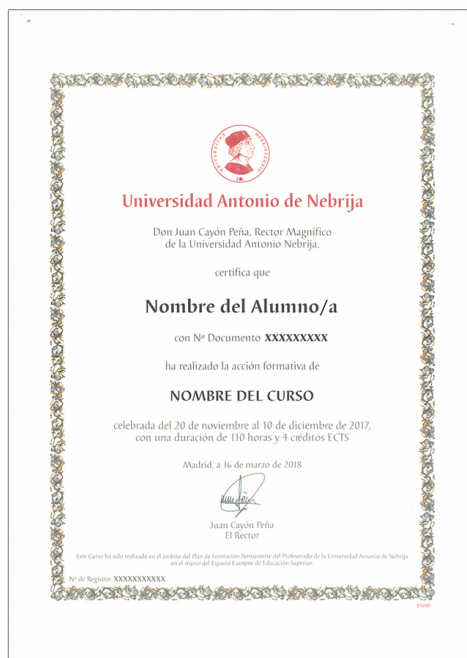 UNIVERSITAS NEBRISSENSIS
Universidad Antonio de Nebrija
Don Juan Cayón Peña, Rector Magnífico
de la Universidad Antonio Nebrija,
certifica que
Nombre del Alumno/a
con Nº Documento XXXXXXXXX
ha realizado la acción formativa de
NOMBRE DEL CURSO
celebrada del 20 de noviembre al 10 de diciembre de 2017,
con una duración de 110 horas y 4 créditos ECTS
Madrid, a 16 de marzo de 2018
Juan Cayón Peña
El Rector
Este Curso ha sido realizado en el ámbito del Plan de Formación Permanente del Profesorado de la Universidad Antonio de Nebrija
en el marco del Espacio Europeo de Educación Superior.
Nº de Registro: XXXXXXXXXXX
SIGNE